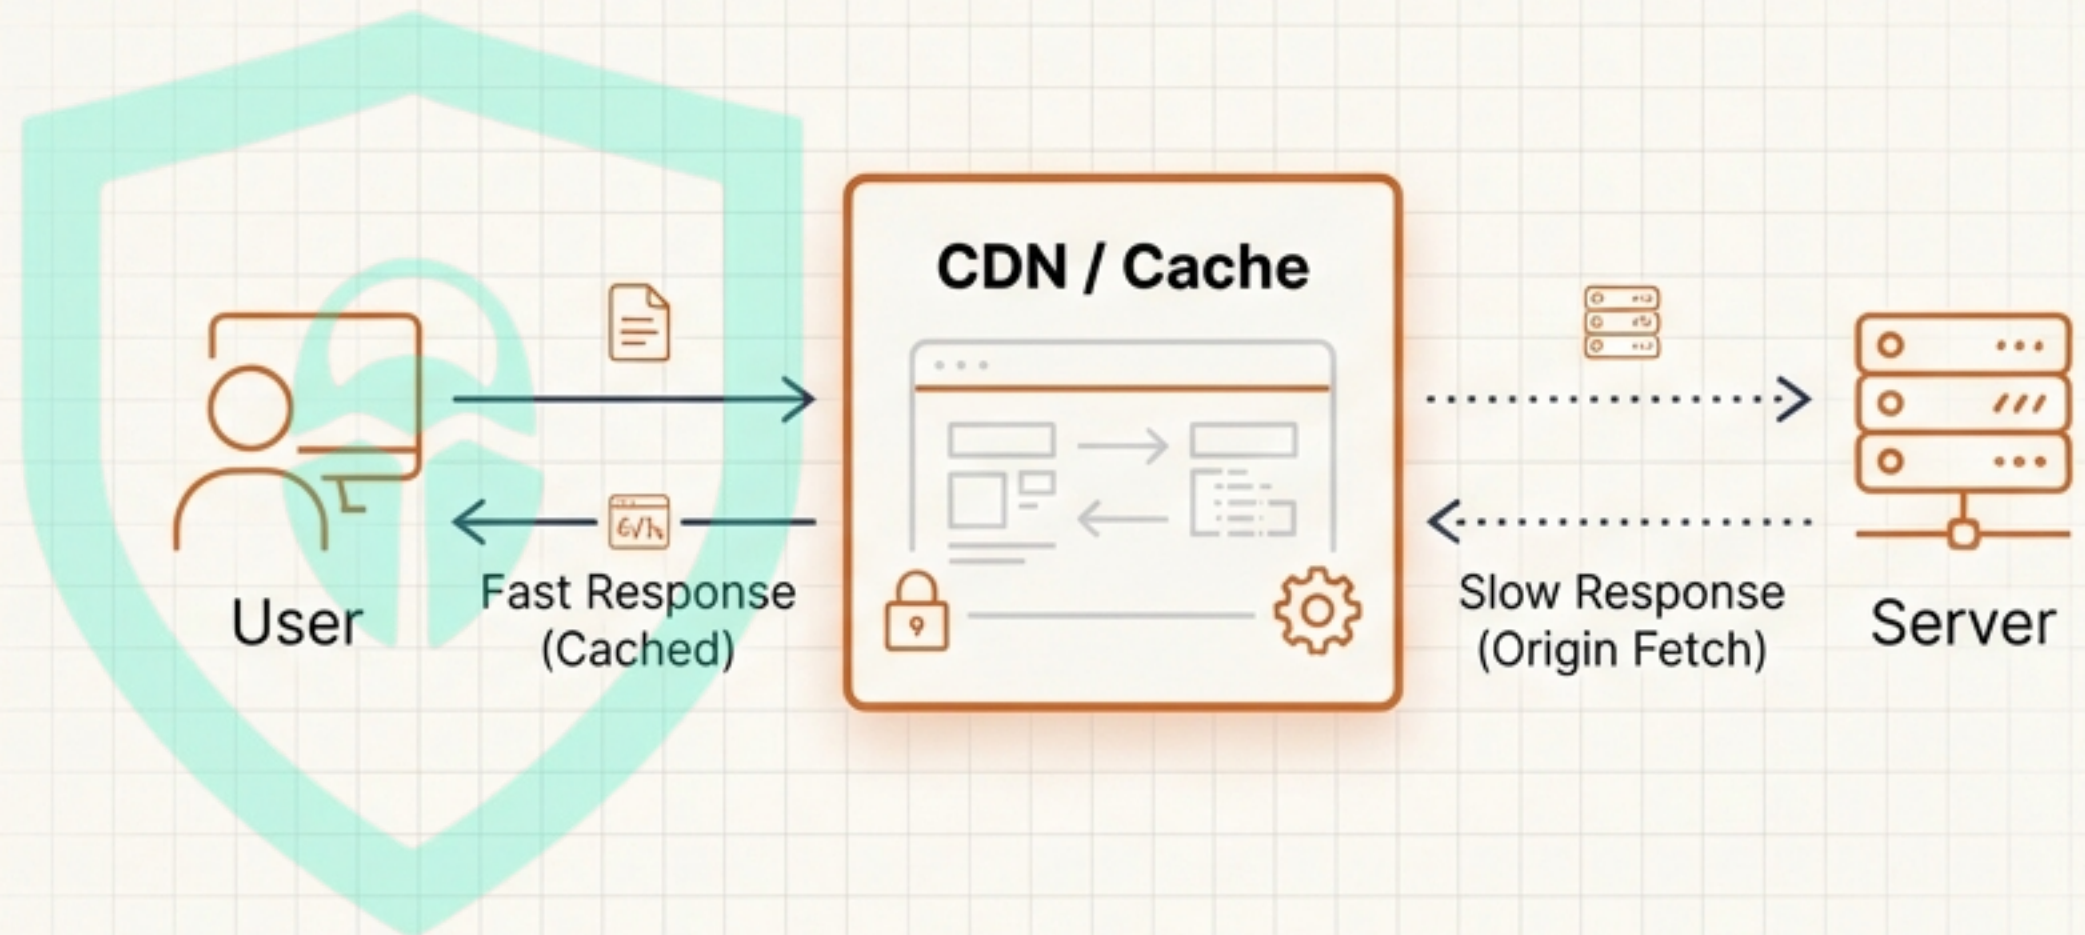 CDN / Cache
User
Fast Response
(Cached)
Slow Response
(Origin Fetch)
Server